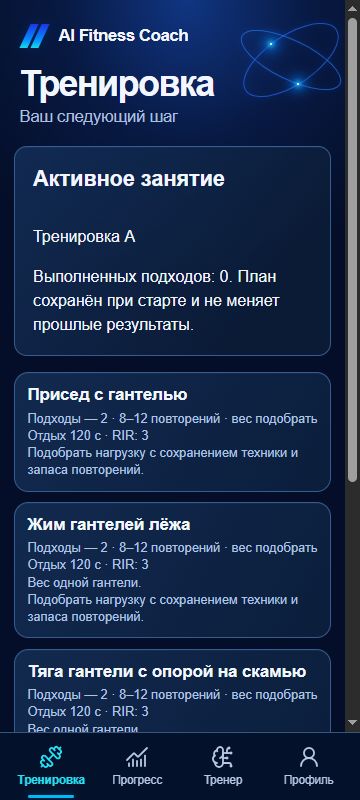 AI Fitness Coach
Тренировка
Ваш следующий шаг
Активное занятие
Тренировка А
Выполненных подходов: 0. План
сохранён при старте и не меняет
прошлые результаты.
Присед с гантелью
Подходы — 2 · 8–12 повторений · вес подобрать
Отдых 120 с · RIR: 3
Подобрать нагрузку с сохранением техники и
запаса повторений.
Жим гантелей лёжа
Подходы — 2 · 8–12 повторений · вес подобрать
Отдых 120 с · RIR: 3
Вес одной гантели.
Подобрать нагрузку с сохранением техники и
запаса повторений.
Тяга гантели с опорой на скамью
Подходы — 2 · 8–12 повторений · вес подобрать
Отдых 120 с · RIR: 3
Вес одной гантели.
Тренировка Прогресс Тренер Профиль